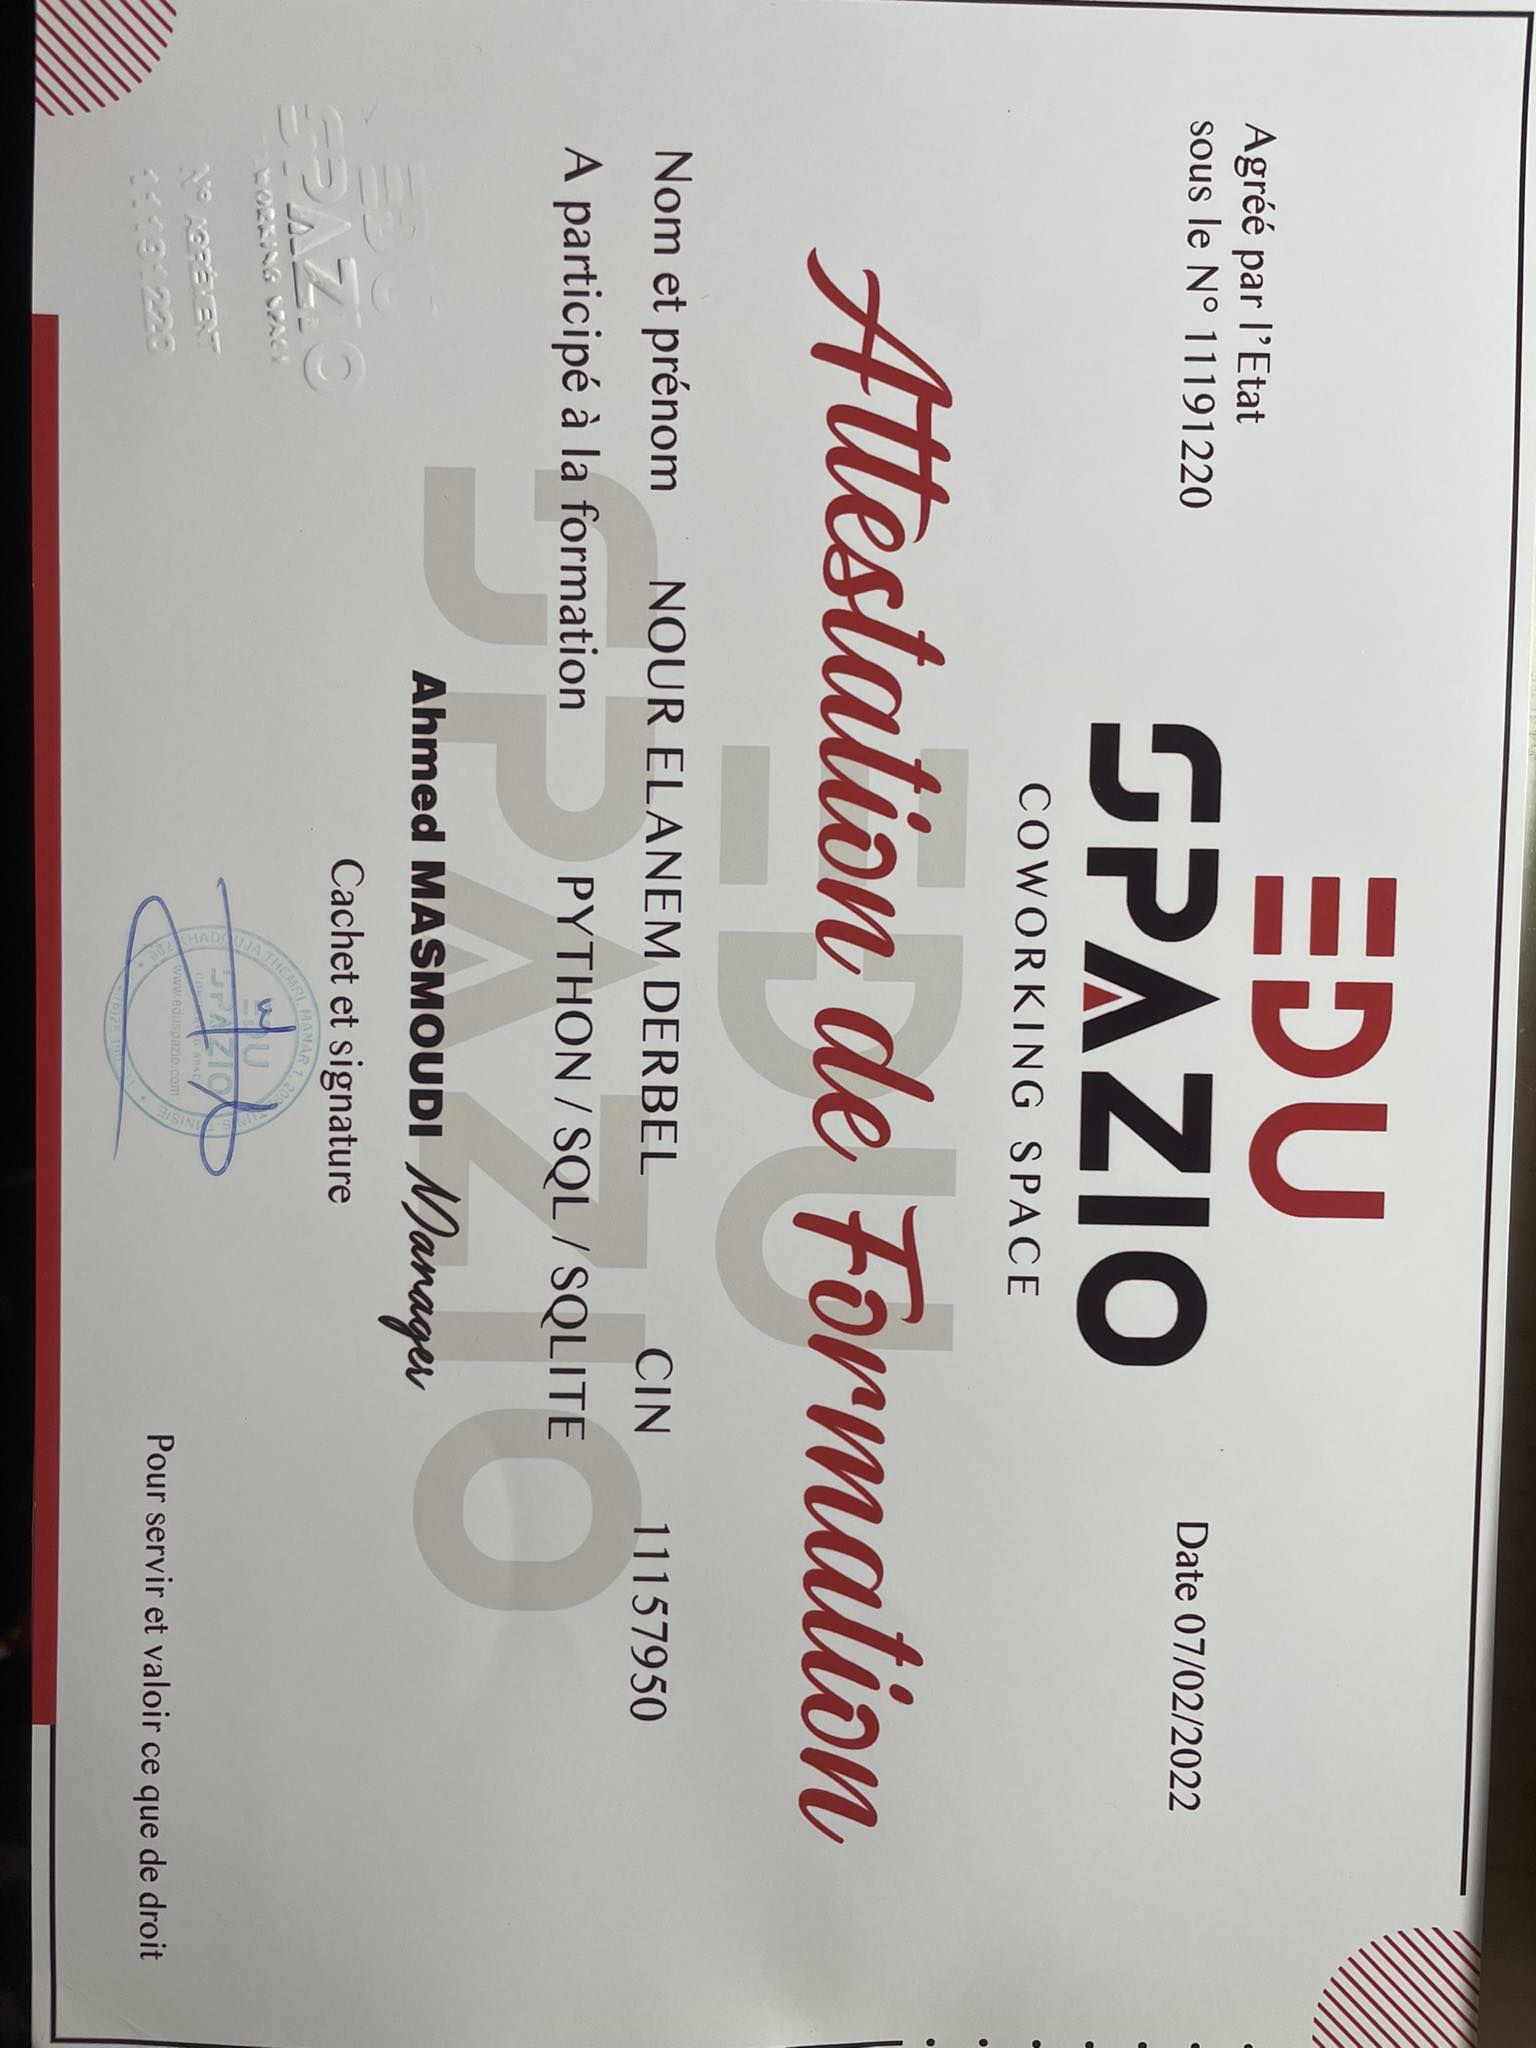 EDU
SPAZIO
COWORKING SPACE
Agréé par l'Etat
sous le N° 11191220
Date 07/02/2022
Attestation de Formation
Nom et prénom NOUR ELANEM DERBEL CIN 11157950
A participé à la formation PYTHON / SQL / SQLITE
Ahmed MASMOUDI Manager
Cachet et signature
EDU
SPAZIO
COWORKING SPACE
N° AGRÉMENT
11191220
EDU
SPAZIO
COWORKING SPACE
www.eduspazio.com
MANAR 1
Pour servir et valoir ce que de droit
EDU
SPAZIO